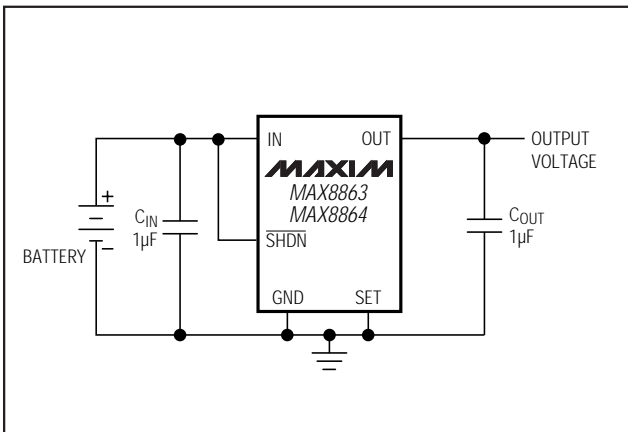 IN
OUT
OUTPUT
VOLTAGE
MAXIM
MAX8863
MAX8864
+
CIN
1µF
COUT
1µF
SHDN
BATTERY
−
GND
SET